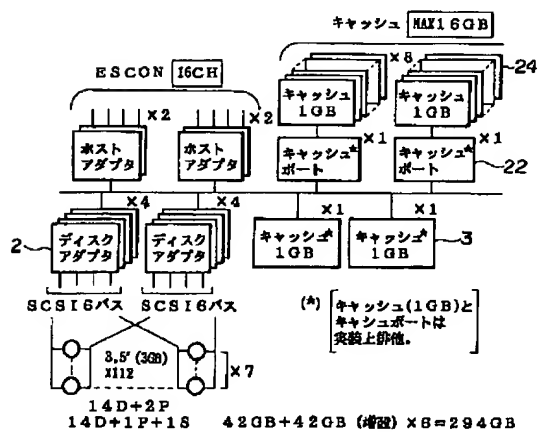 キャッシュ MAX16GB
ESCON 16CH
×8
24
キャッシュ 1GB
キャッシュ 1GB
×2
×2
ホスト アダプタ
ホスト アダプタ
×1
×1
キャッシュ* ポート
キャッシュ* ポート
22
×4
×4
×1
×1
2
ディスク アダプタ
ディスク アダプタ
キャッシュ* 1GB
キャッシュ* 1GB
3
SCSI6バス
SCSI6バス
(*)
キャッシュ(1GB)と
キャシュポートは
実装上排他。
3.5'(3GB)
×112
×7
14D+2P
14D+1P+1S
42GB+42GB (増設) ×6=294GB